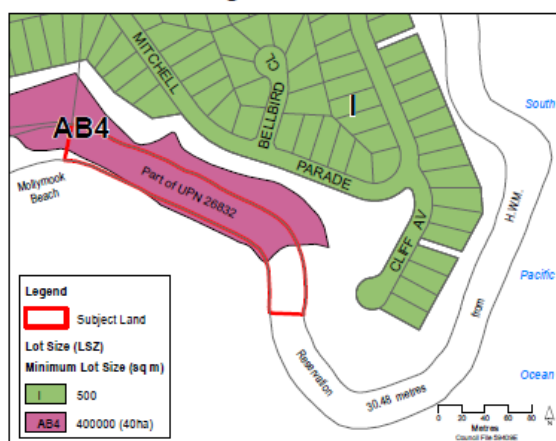 MITCHELL
CL
BELLBIRD
I
South
AB4
Mollymook
Beach
Part of UPN 26832
PARADE
CLIFF AV
H.W.M.
from
Pacific
Ocean
Reservation
30.48 metres
Legend
Subject Land
Lot Size (LSZ)
Minimum Lot Size (sq m)
I 500
AB4 400000 (40ha)
0 20 40 60 80
Metres
N